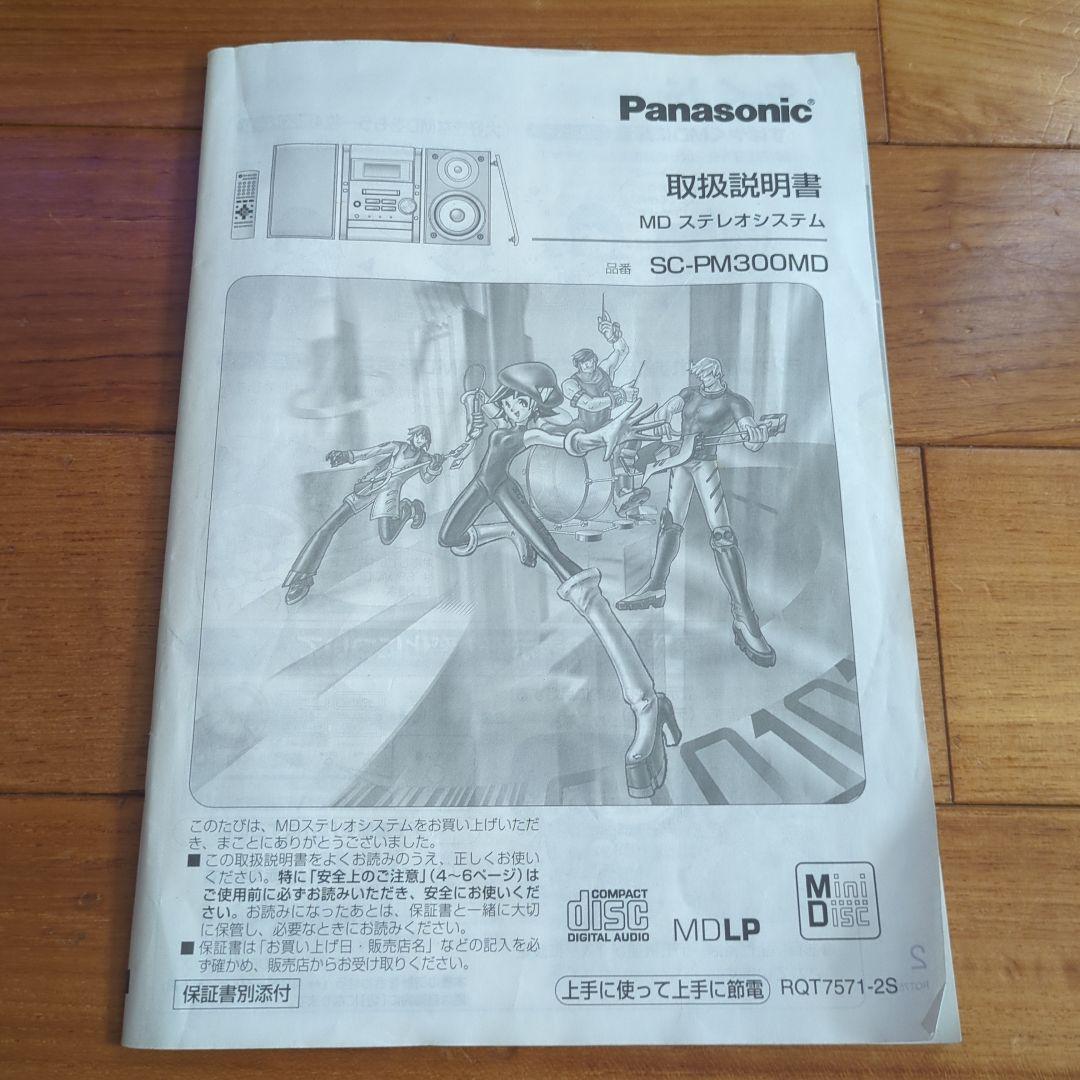 Panasonic®
取扱説明書
MD ステレオシステム
品番 SC-PM300MD
このたびは、MDステレオシステムをお買い上げいただ
き、まことにありがとうございました。
■ この取扱説明書をよくお読みのうえ、正しくお使い
ください。特に「安全上のご注意」(4～6ページ)は
ご使用前に必ずお読みいただき、安全にお使いくだ
さい。お読みになったあとは、保証書と一緒に大切
に保管し、必要なときにお読みください。
■ 保証書は「お買い上げ日・販売店名」などの記入を必
ず確かめ、販売店からお受け取りください。
保証書別添付
COMPACT
disc
DIGITAL AUDIO
MDLP
Mini
Disc
上手に使って上手に節電
RQT7571-2S
2